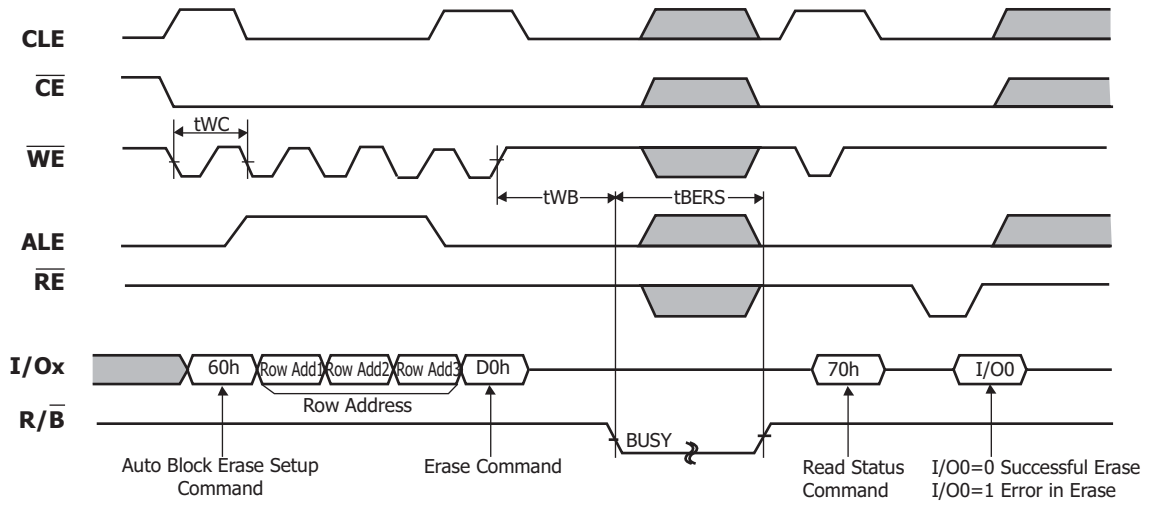 CLE
CE
tWC
WE
tWB
tBERS
ALE
RE
I/Ox
60h
Row Add1
Row Add2
Row Add3
D0h
70h
I/O0
Row Address
R/B
BUSY
Auto Block Erase Setup
Command
Erase Command
Read Status
Command
I/O0=0 Successful Erase
I/O0=1 Error in Erase